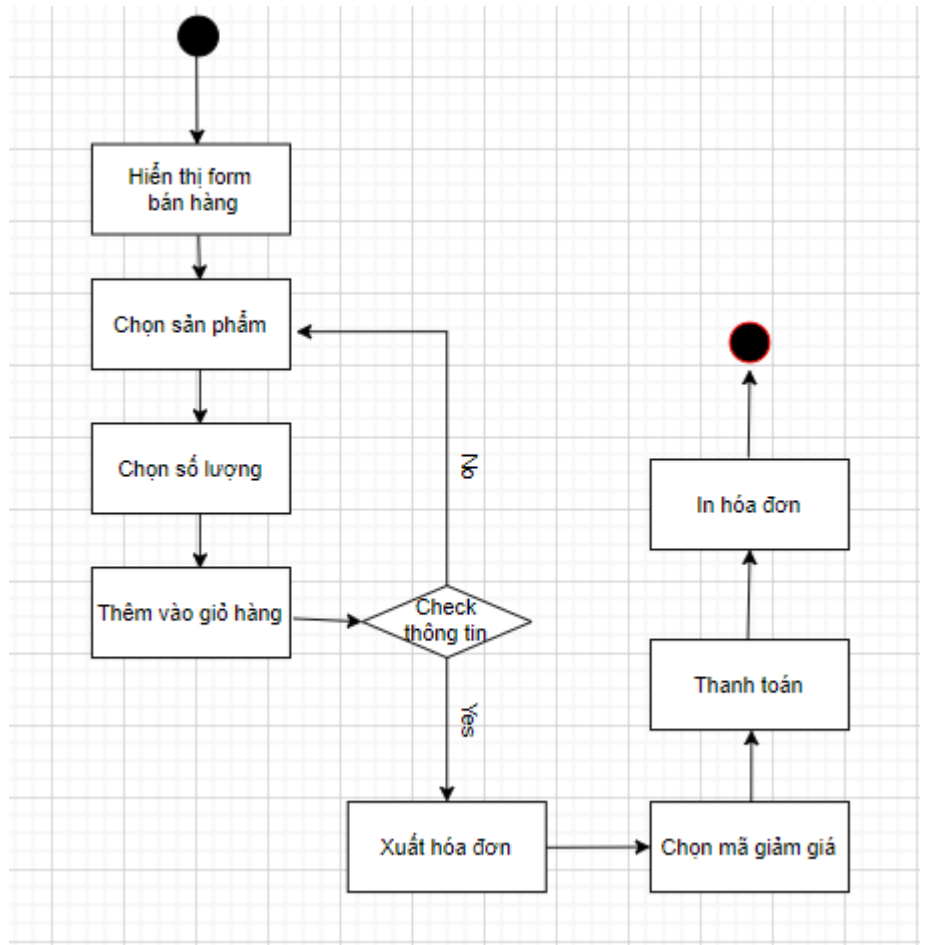 Hiển thị form
bán hàng
Chọn sản phẩm
Chọn số lượng
Thêm vào giỏ hàng
Check
thông tin
No
Yes
Xuất hóa đơn
Chọn mã giảm giá
Thanh toán
In hóa đơn